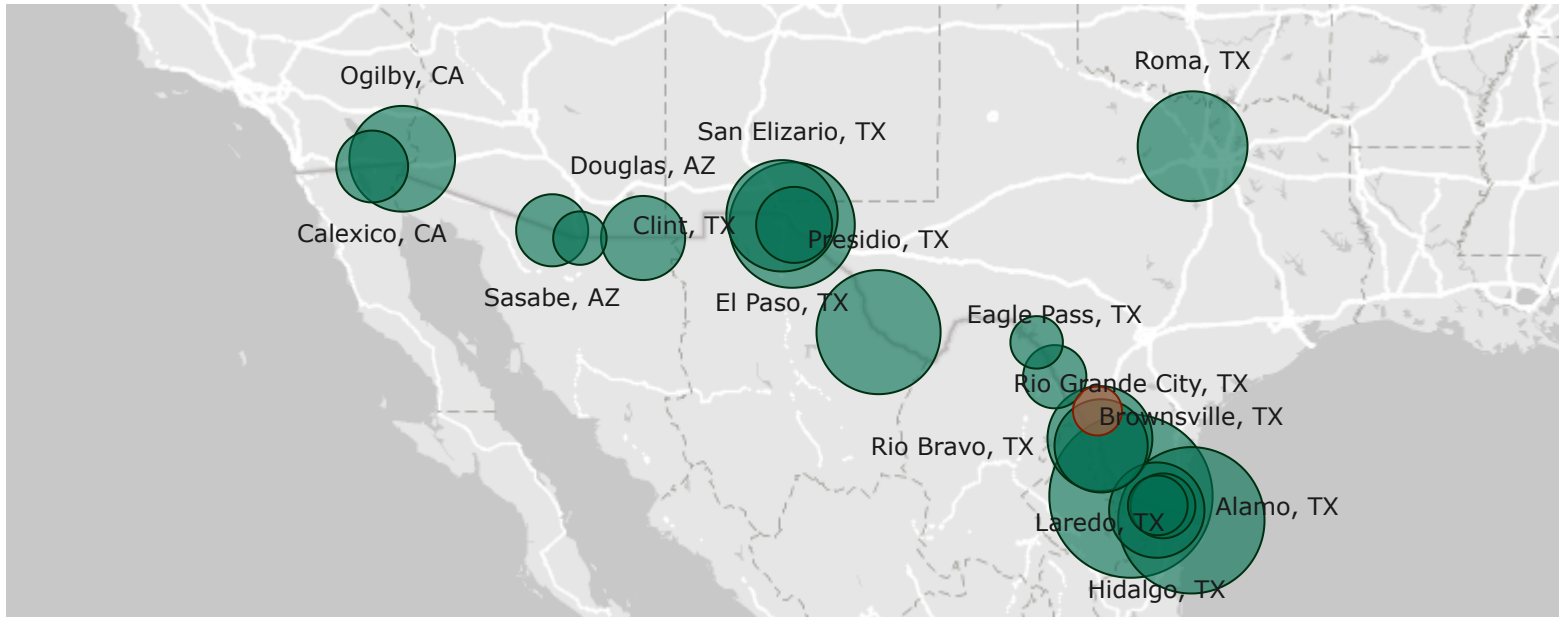 Roma, TX
Ogilby, CA
San Elizario, TX
Douglas, AZ
Clint, TX
Calexico, CA
Presidio, TX
Sasabe, AZ
El Paso, TX
Eagle Pass, TX
Rio Grande City, TX
Brownsville, TX
Rio Bravo, TX
Alamo, TX
Laredo, TX
Hidalgo, TX